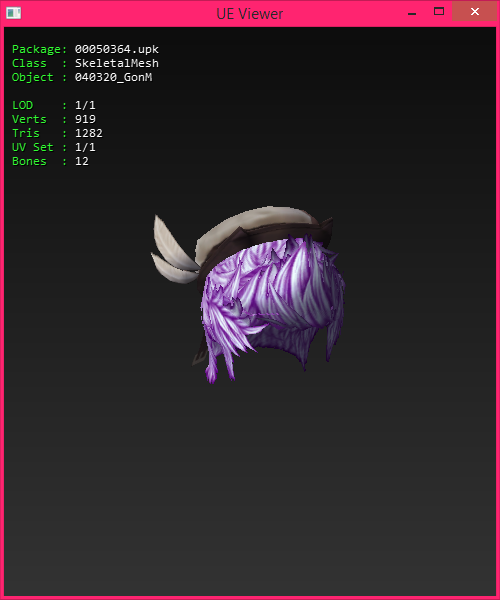 UE Viewer
Package: 00050364.upk
Class  : SkeletalMesh
Object : 040320_GonM
LOD    : 1/1
Verts  : 919
Tris   : 1282
UV Set : 1/1
Bones  : 12